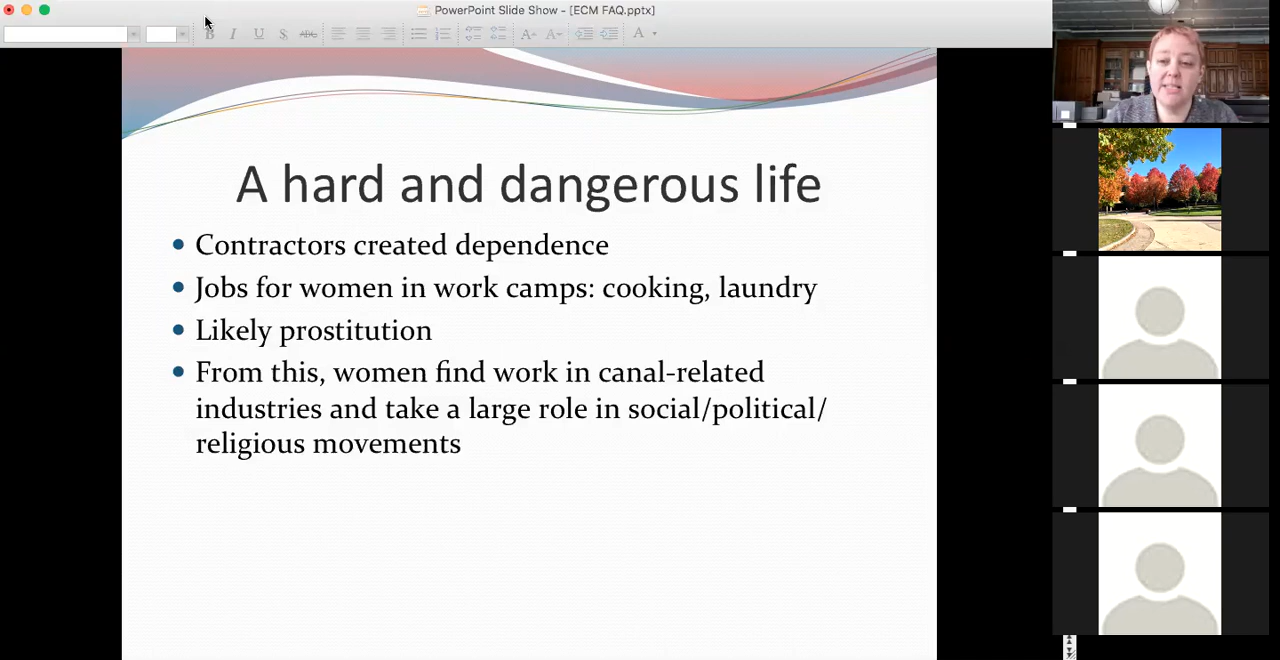 PowerPoint Slide Show - [ECM FAQ.pptx]
B I U $ ABC A A A
A hard and dangerous life
• Contractors created dependence
• Jobs for women in work camps: cooking, laundry
• Likely prostitution
• From this, women find work in canal-related
industries and take a large role in social/political/
religious movements